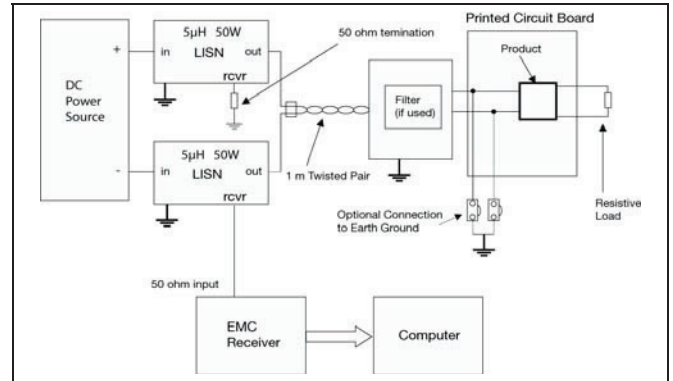 Printed Circuit Board
5µH 50W
in
out
LISN
rcvr
+
50 ohm temination
Product
DC
Power
Source
Filter
(if used)
5µH 50W
-
in
out
LISN
rcvr
1 m Twisted Pair
Resistive
Load
Optional Connection
to Earth Ground
50 ohm input
EMC
Receiver
Computer